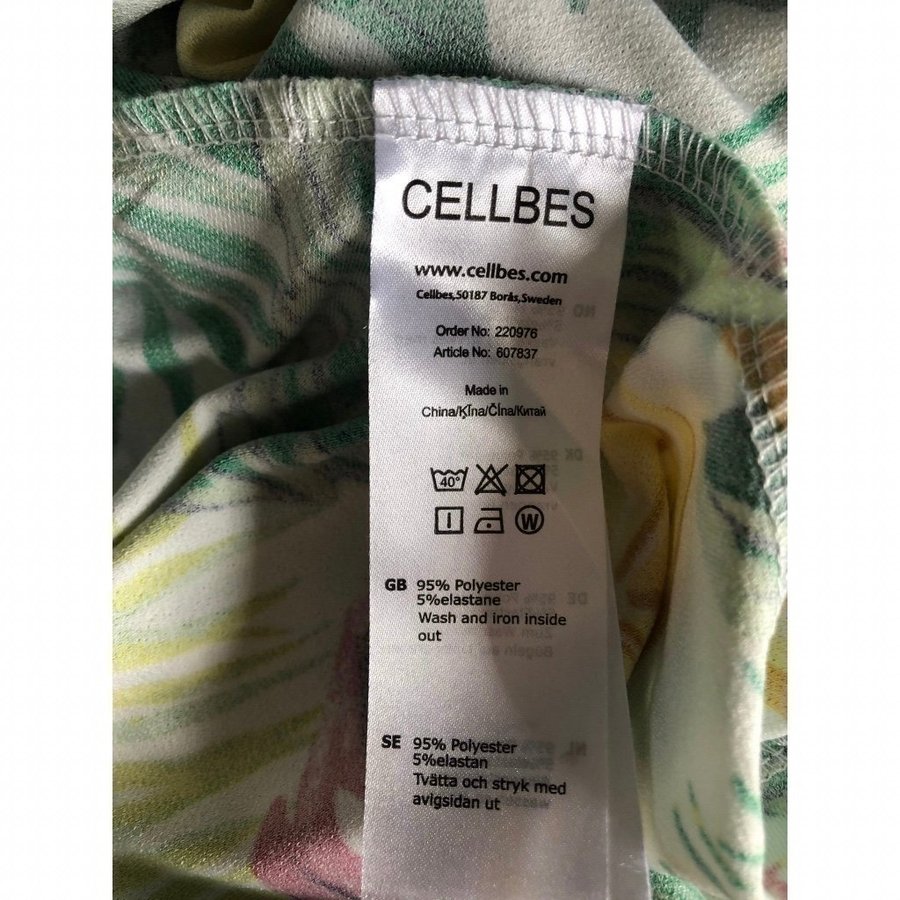 CELLBES
www.cellbes.com
Cellbes,50187 Borås,Sweden
Order No: 220976
Article No: 607837
Made in
China/Ķīna/Čína/Китай
40°
W
GB 95% Polyester
5%elastane
Wash and iron inside
out
SE 95% Polyester
5%elastan
Tvätta och stryk med
avigsidan ut